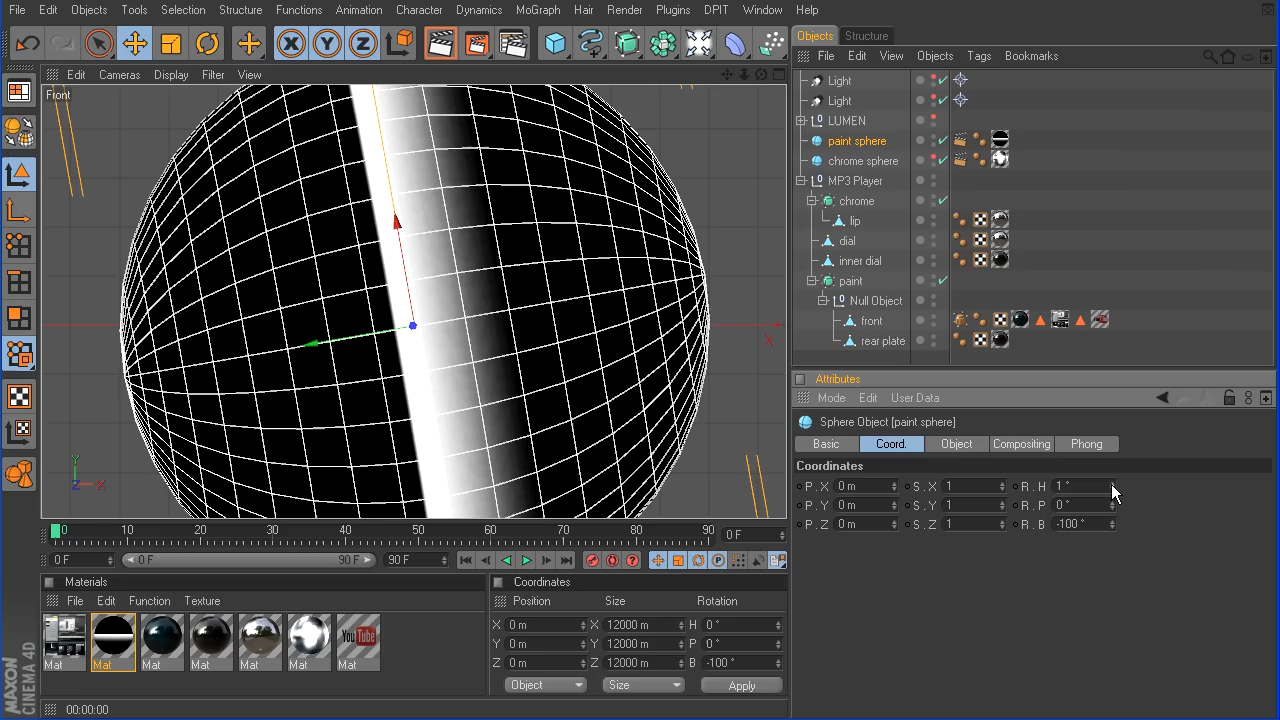 File Edit Objects Tools Selection Structure Functions Animation Character Dynamics MoGraph Hair Render Plugins DPIT Window Help
Objects Structure
File Edit View Objects Tags Bookmarks
Edit Cameras Display Filter View
Front
Light
Light
LUMEN
paint sphere
chrome sphere
MP3 Player
chrome
lip
dial
inner dial
paint
Null Object
front
rear plate
X
Y
Z X
Attributes
Mode Edit User Data
Sphere Object [paint sphere]
Basic Coord. Object Compositing Phong
Coordinates
P . X 0 m S . X 1 R . H 1 °
P . Y 0 m S . Y 1 R . P 0 °
P . Z 0 m S . Z 1 R . B -100 °
0 10 20 30 40 50 60 70 80 90 0 F
0 F 0 F 90 F 90 F
Materials
File Edit Function Texture
You Tube
Mat Mat Mat Mat Mat Mat Mat
Coordinates
Position Size Rotation
X 0 m X 12000 m H 0 °
Y 0 m Y 12000 m P 0 °
Z 0 m Z 12000 m B -100 °
Object Size Apply
MAXON
CINEMA 4D
00:00:00